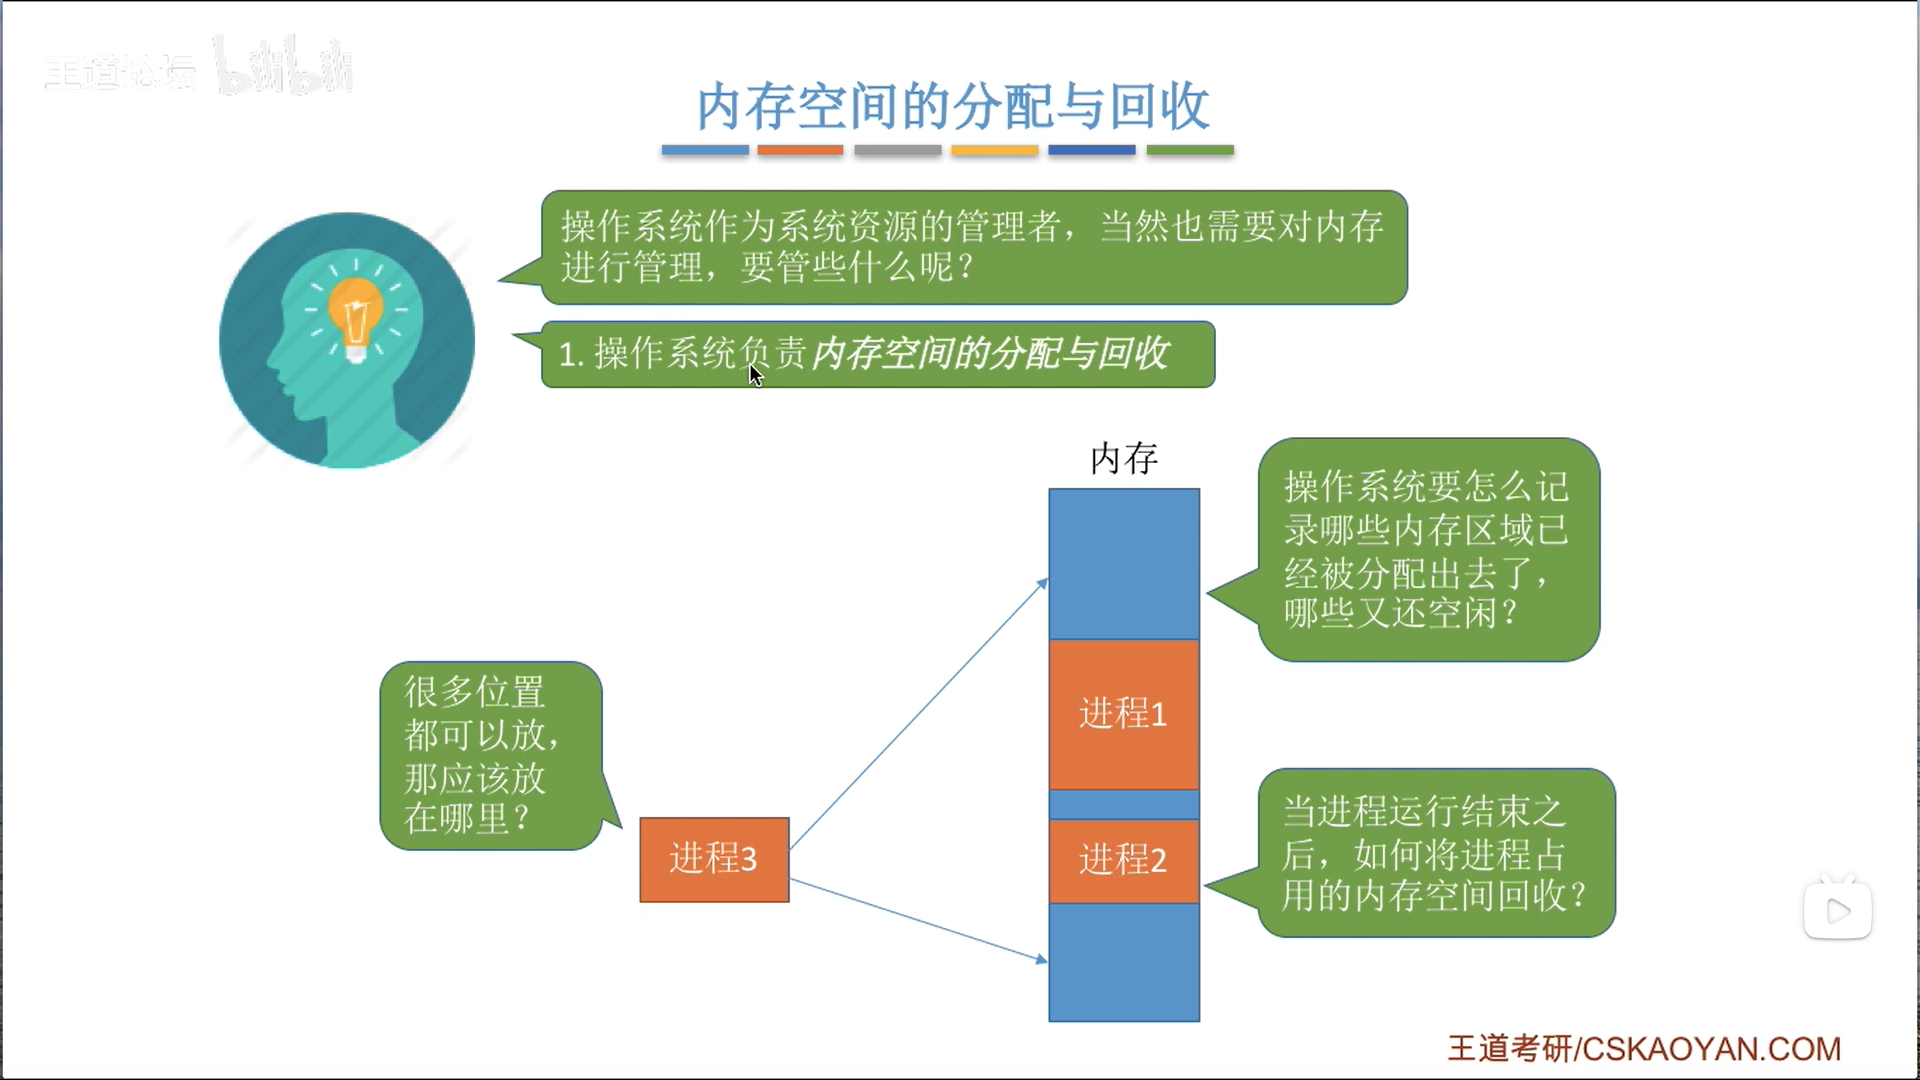 王道论坛 bilibili
内存空间的分配与回收
操作系统作为系统资源的管理者，当然也需要对内存
进行管理，要管些什么呢？
1. 操作系统负责内存空间的分配与回收
内存
操作系统要怎么记
录哪些内存区域已
经被分配出去了，
哪些又还空闲？
进程1
很多位置
都可以放，
那应该放
在哪里？
进程3
进程2
当进程运行结束之
后，如何将进程占
用的内存空间回收？
王道考研/CSKAOYAN.COM